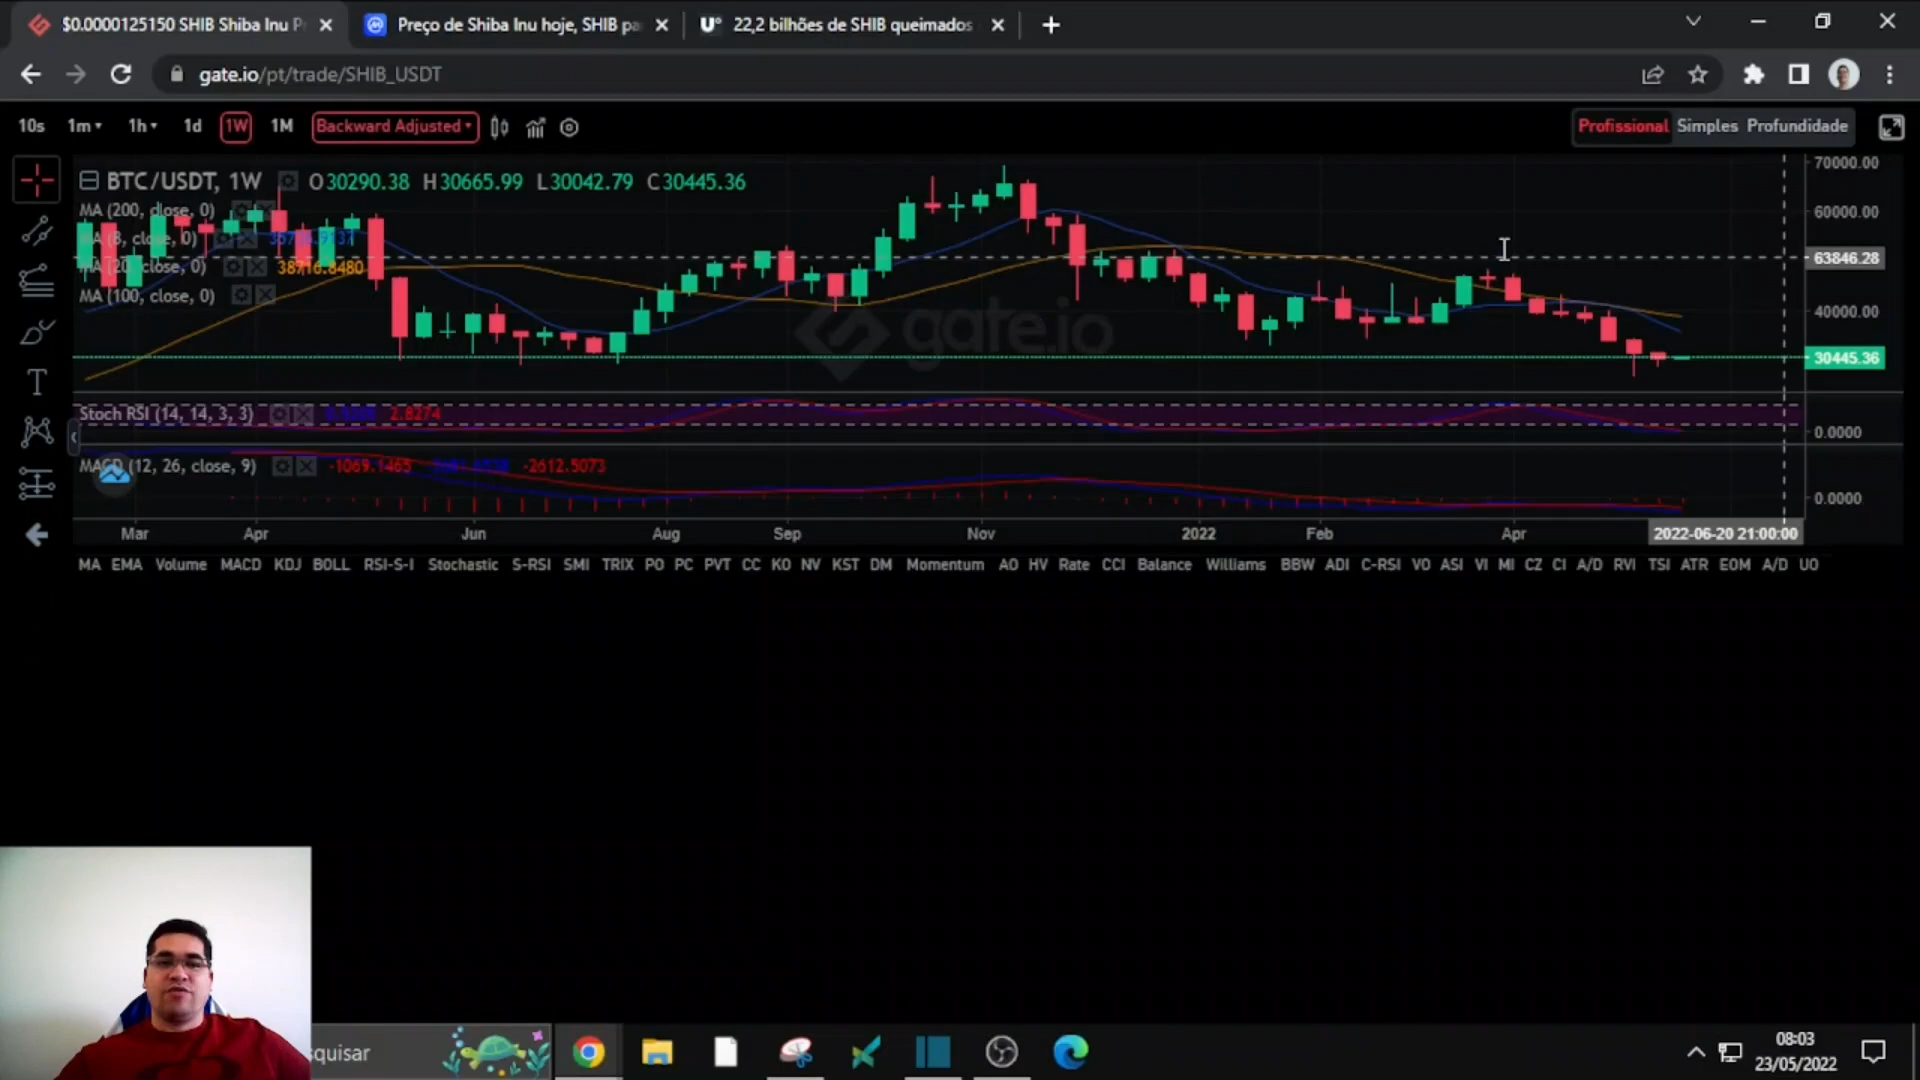 $0.0000125150 SHIB Shiba Inu P
Preço de Shiba Inu hoje, SHIB pa
U° 22,2 bilhões de SHIB queimados
gate.io/pt/trade/SHIB_USDT
10s 1m 1h 1d 1W 1M Backward Adjusted
Profissional Simples Profundidade
BTC/USDT, 1W O30290.38 H30665.99 L30042.79 C30445.36
MA (200, close, 0)
MA (8, close, 0)
MA (20, close, 0) 38716.8480
MA (100, close, 0)
gate.io
70000.00
60000.00
63846.28
40000.00
30445.36
Stoch RSI (14, 14, 3, 3) 2.8274
0.0000
MACD (12, 26, close, 9) -1069.1465 -2612.5073
0.0000
Mar Apr Jun Aug Sep Nov 2022 Feb Apr 2022-06-20 21:00:00
MA EMA Volume MACD KDJ BOLL RSI-S-I Stochastic S-RSI SMI TRIX PO PC PVT CC KO NV KST DM Momentum AO HV Rate CCI Balance Williams BBW ADI C-RSI VO ASI VI MI CZ CI A/D RVI TSI ATR EOM A/D UO
squisar
08:03
23/05/2022